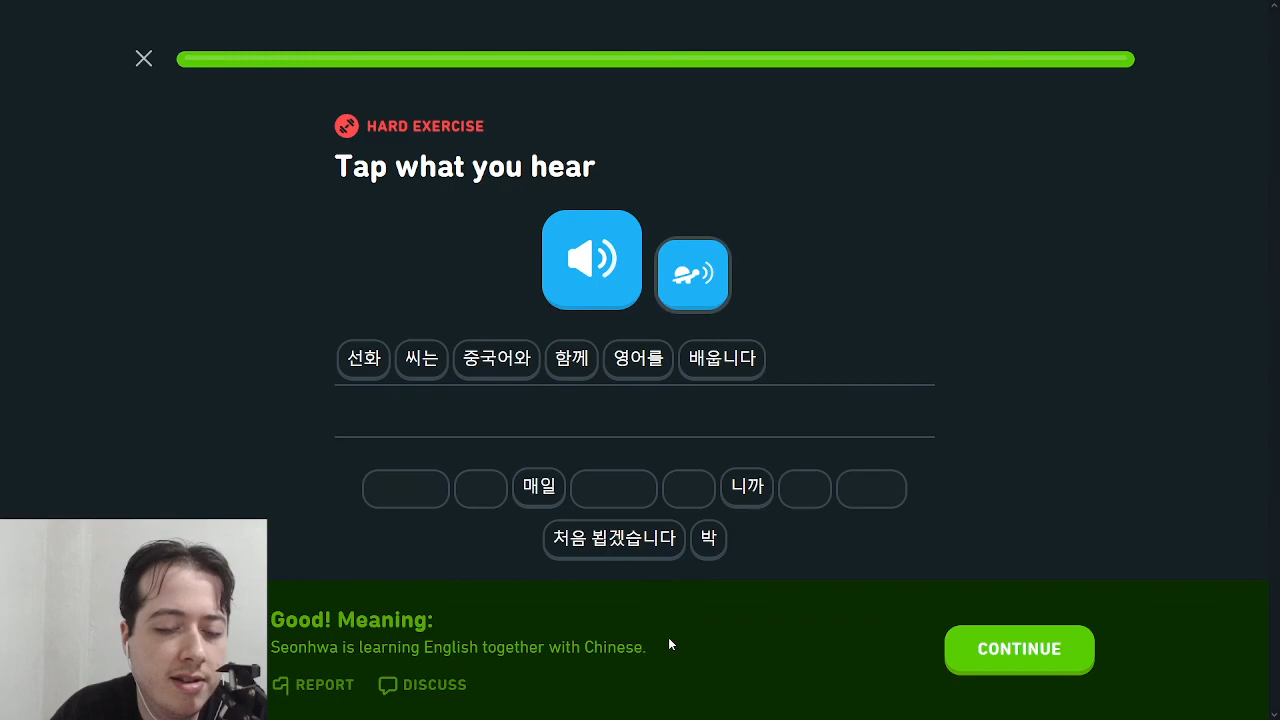 HARD EXERCISE
Tap what you hear
선화 씨는 중국어와 함께 영어를 배웁니다
매일 니까
처음 뵙겠습니다 박
Good! Meaning:
Seonhwa is learning English together with Chinese.
CONTINUE
REPORT DISCUSS